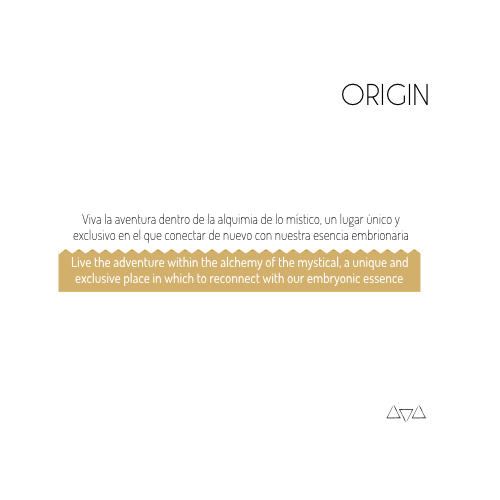 ORIGIN
Viva la aventura dentro de la alquimia de lo místico, un lugar único y
exclusivo en el que conectar de nuevo con nuestra esencia embrionaria
Live the adventure within the alchemy of the mystical, a unique and
exclusive place in which to reconnect with our embryonic essence